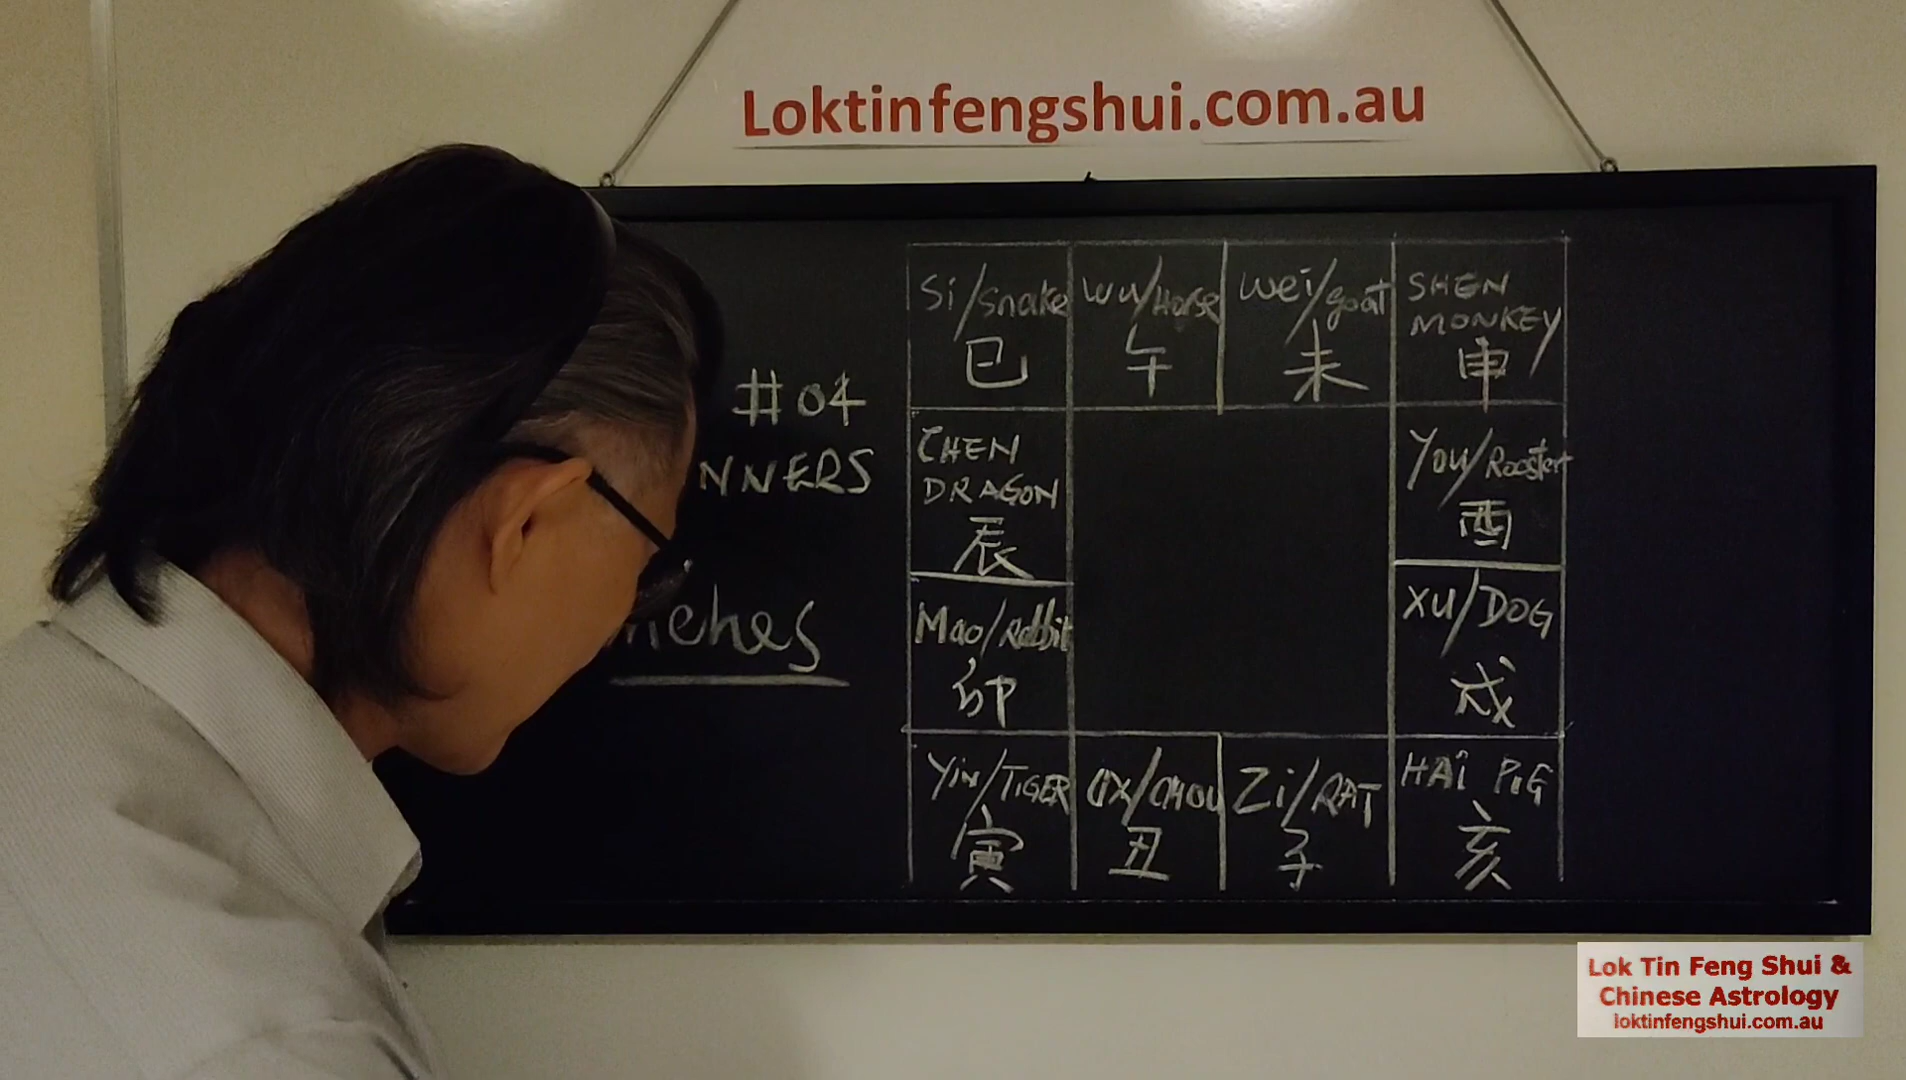 Loktinfengshui.com.au
#04
NNERS
Si/Snake
巳
Wu/Horse
午
Wei/goat
未
SHEN
MONKEY
申
CHEN
DRAGON
辰
You/Rooster
酉
Mao/Rabbit
卯
XU/DOG
戌
Yin/TIGER
寅
OX/CHOU
丑
Zi/RAT
子
HAI PIG
亥
Lok Tin Feng Shui &
Chinese Astrology
loktinfengshui.com.au